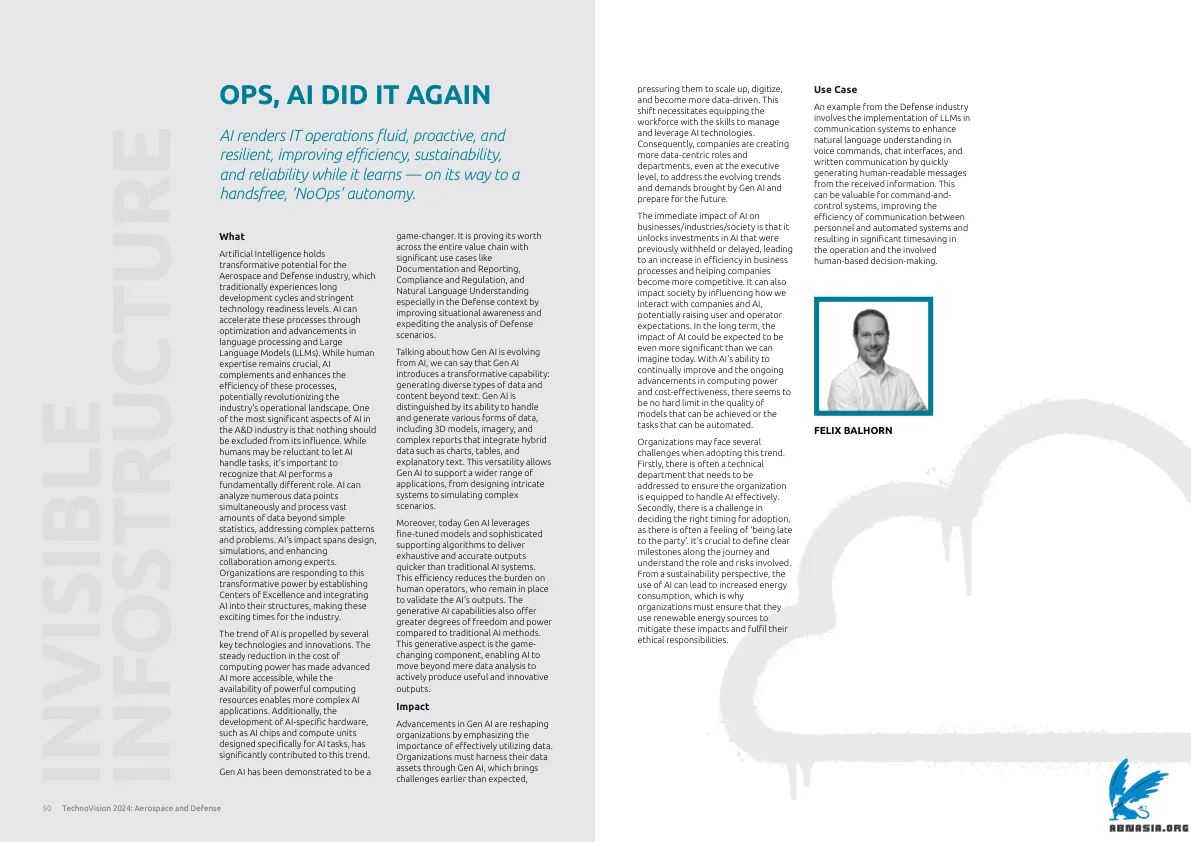 INVISIBLE
INFOSTRUCTURE
OPS, AI DID IT AGAIN
AI renders IT operations fluid, proactive, and
resilient, improving efficiency, sustainability,
and reliability while it learns — on its way to a
handsfree, ‘NoOps’ autonomy.
What
Artificial Intelligence holds
transformative potential for the
Aerospace and Defense industry, which
traditionally experiences long
development cycles and stringent
technology readiness levels. AI can
accelerate these processes through
optimization and advancements in
language processing and Large
Language Models (LLMs). While human
expertise remains crucial, AI
complements and enhances the
efficiency of these processes,
potentially revolutionizing the
industry’s operational landscape. One
of the most significant aspects of AI in
the A&D industry is that nothing should
be excluded from its influence. While
humans may be reluctant to let AI
handle tasks, it’s important to
recognize that AI performs a
fundamentally different role. AI can
analyze numerous data points
simultaneously and process vast
amounts of data beyond simple
statistics, addressing complex patterns
and problems. AI’s impact spans design,
simulations, and enhancing
collaboration among experts.
Organizations are responding to this
transformative power by establishing
Centers of Excellence and integrating
AI into their structures, making these
exciting times for the industry.
The trend of AI is propelled by several
key technologies and innovations. The
steady reduction in the cost of
computing power has made advanced
AI more accessible, while the
availability of powerful computing
resources enables more complex AI
applications. Additionally, the
development of AI-specific hardware,
such as AI chips and compute units
designed specifically for AI tasks, has
significantly contributed to this trend.
Gen AI has been demonstrated to be a
game-changer. It is proving its worth
across the entire value chain with
significant use cases like
Documentation and Reporting,
Compliance and Regulation, and
Natural Language Understanding
especially in the Defense context by
improving situational awareness and
expediting the analysis of Defense
scenarios.
Talking about how Gen AI is evolving
from AI, we can say that Gen AI
introduces a transformative capability:
generating diverse types of data and
content beyond text. Gen AI is
distinguished by its ability to handle
and generate various forms of data,
including 3D models, imagery, and
complex reports that integrate hybrid
data such as charts, tables, and
explanatory text. This versatility allows
Gen AI to support a wider range of
applications, from designing intricate
systems to simulating complex
scenarios.
Moreover, today Gen AI leverages
fine-tuned models and sophisticated
supporting algorithms to deliver
exhaustive and accurate outputs
quicker than traditional AI systems.
This efficiency reduces the burden on
human operators, who remain in place
to validate the AI’s outputs. The
generative AI capabilities also offer
greater degrees of freedom and power
compared to traditional AI methods.
This generative aspect is the game-
changing component, enabling AI to
move beyond mere data analysis to
actively produce useful and innovative
outputs.
Impact
Advancements in Gen AI are reshaping
organizations by emphasizing the
importance of effectively utilizing data.
Organizations must harness their data
assets through Gen AI, which brings
challenges earlier than expected,
pressuring them to scale up, digitize,
and become more data-driven. This
shift necessitates equipping the
workforce with the skills to manage
and leverage AI technologies.
Consequently, companies are creating
more data-centric roles and
departments, even at the executive
level, to address the evolving trends
and demands brought by Gen AI and
prepare for the future.
The immediate impact of AI on
businesses/industries/society is that it
unlocks investments in AI that were
previously withheld or delayed, leading
to an increase in efficiency in business
processes and helping companies
become more competitive. It can also
impact society by influencing how we
interact with companies and AI,
potentially raising user and operator
expectations. In the long term, the
impact of AI could be expected to be
even more significant than we can
imagine today. With AI’s ability to
continually improve and the ongoing
advancements in computing power
and cost-effectiveness, there seems to
be no hard limit in the quality of
models that can be achieved or the
tasks that can be automated.
Organizations may face several
challenges when adopting this trend.
Firstly, there is often a technical
department that needs to be
addressed to ensure the organization
is equipped to handle AI effectively.
Secondly, there is a challenge in
deciding the right timing for adoption,
as there is often a feeling of ‘being late
to the party’. It’s crucial to define clear
milestones along the journey and
understand the role and risks involved.
From a sustainability perspective, the
use of AI can lead to increased energy
consumption, which is why
organizations must ensure that they
use renewable energy sources to
mitigate these impacts and fulfil their
ethical responsibilities.
Use Case
An example from the Defense industry
involves the implementation of LLMs in
communication systems to enhance
natural language understanding in
voice commands, chat interfaces, and
written communication by quickly
generating human-readable messages
from the received information. This
can be valuable for command-and-
control systems, improving the
efficiency of communication between
personnel and automated systems and
resulting in significant timesaving in
the operation and the involved
human-based decision-making.
FELIX BALHORN
50 TechnoVision 2024: Aerospace and Defense
ABNASIA.ORG